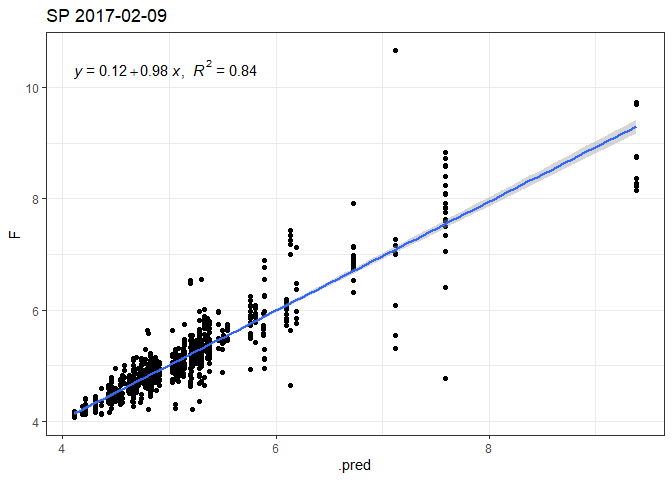 SP 2017-02-09
y = 0.12 + 0.98 x, R² = 0.84
10
8
6
4
F
4 6 8
.pred